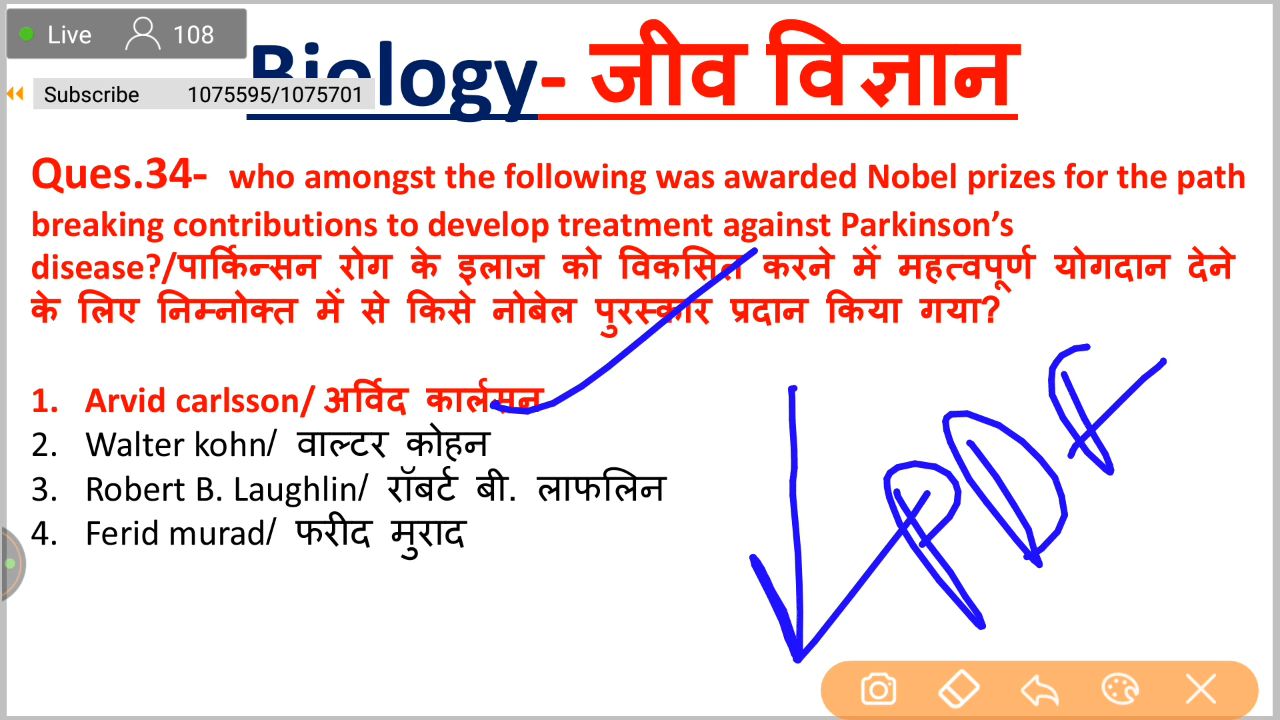 Live 108
Biology- जीव विज्ञान
Subscribe 1075595/1075701
Ques.34- who amongst the following was awarded Nobel prizes for the path
breaking contributions to develop treatment against Parkinson’s
disease?/पार्किन्सन रोग के इलाज को विकसित करने में महत्वपूर्ण योगदान देने
के लिए निम्नोक्त में से किसे नोबेल पुरस्कार प्रदान किया गया?
1. Arvid carlsson/ अर्विद कार्लसन
2. Walter kohn/ वाल्टर कोहन
3. Robert B. Laughlin/ रॉबर्ट बी. लाफलिन
4. Ferid murad/ फरीद मुराद
PDF